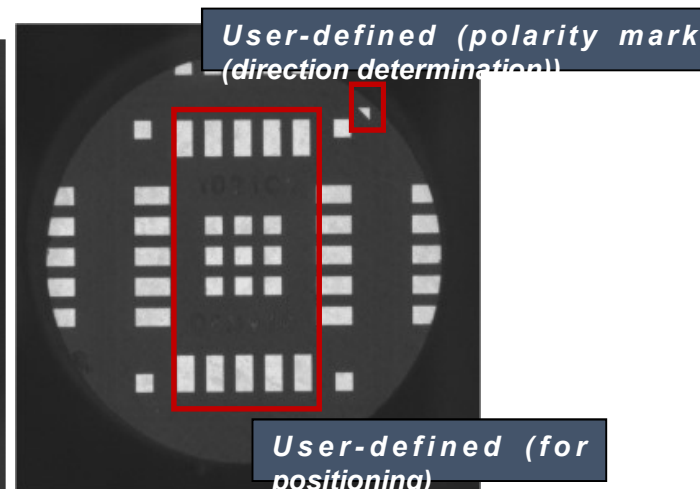 User-defined (polarity mark
(direction determination))
User-defined (for
positioning)